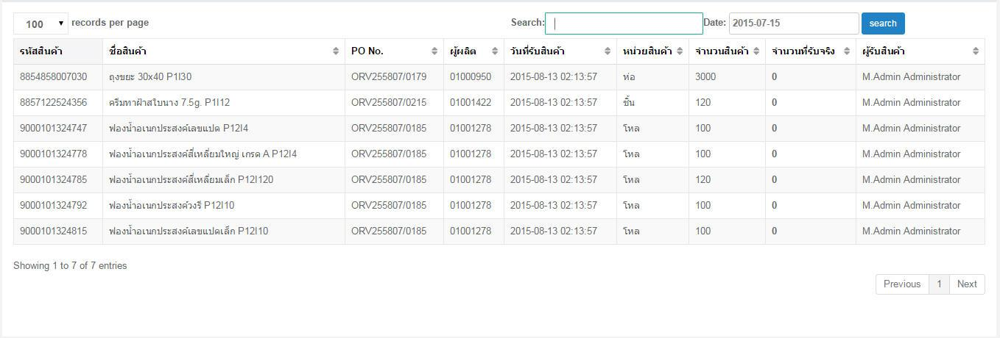 100 records per page Search: Date: 2015-07-15 search
รหัสสินค้า ชื่อสินค้า PO No. ผู้ผลิต วันที่รับสินค้า หน่วยสินค้า จำนวนสินค้า จำนวนที่รับจริง ผู้รับสินค้า
8854858007030 ถุงขยะ 30x40 P1I30 ORV255807/0179 01000950 2015-08-13 02:13:57 ห่อ 3000 0 M.Admin Administrator
8857122524356 ครีมทาฝ้าสใบนาง 7.5g. P1I12 ORV255807/0215 01001422 2015-08-13 02:13:57 ชิ้น 120 0 M.Admin Administrator
9000101324747 ฟองน้ำอเนกประสงค์เลขแปด P12I4 ORV255807/0185 01001278 2015-08-13 02:13:57 โหล 100 0 M.Admin Administrator
9000101324778 ฟองน้ำอเนกประสงค์สี่เหลี่ยมใหญ่ เกรด A P12I4 ORV255807/0185 01001278 2015-08-13 02:13:57 โหล 100 0 M.Admin Administrator
9000101324785 ฟองน้ำอเนกประสงค์สี่เหลี่ยมเล็ก P12I120 ORV255807/0185 01001278 2015-08-13 02:13:57 โหล 120 0 M.Admin Administrator
9000101324792 ฟองน้ำอเนกประสงค์วงรี P12I10 ORV255807/0185 01001278 2015-08-13 02:13:57 โหล 100 0 M.Admin Administrator
9000101324815 ฟองน้ำอเนกประสงค์เลขแปดเล็ก P12I10 ORV255807/0185 01001278 2015-08-13 02:13:57 โหล 100 0 M.Admin Administrator
Showing 1 to 7 of 7 entries
Previous 1 Next